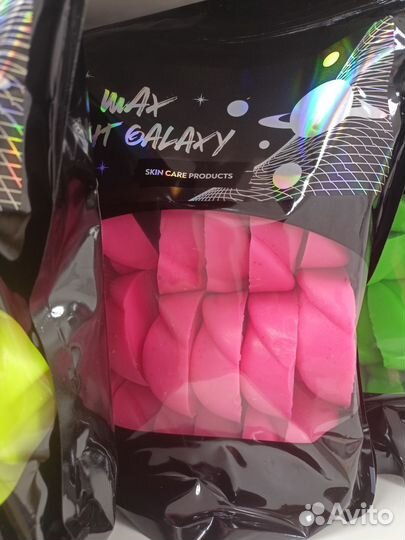 WAX
GALAXY
SKIN CARE PRODUCTS
Avito